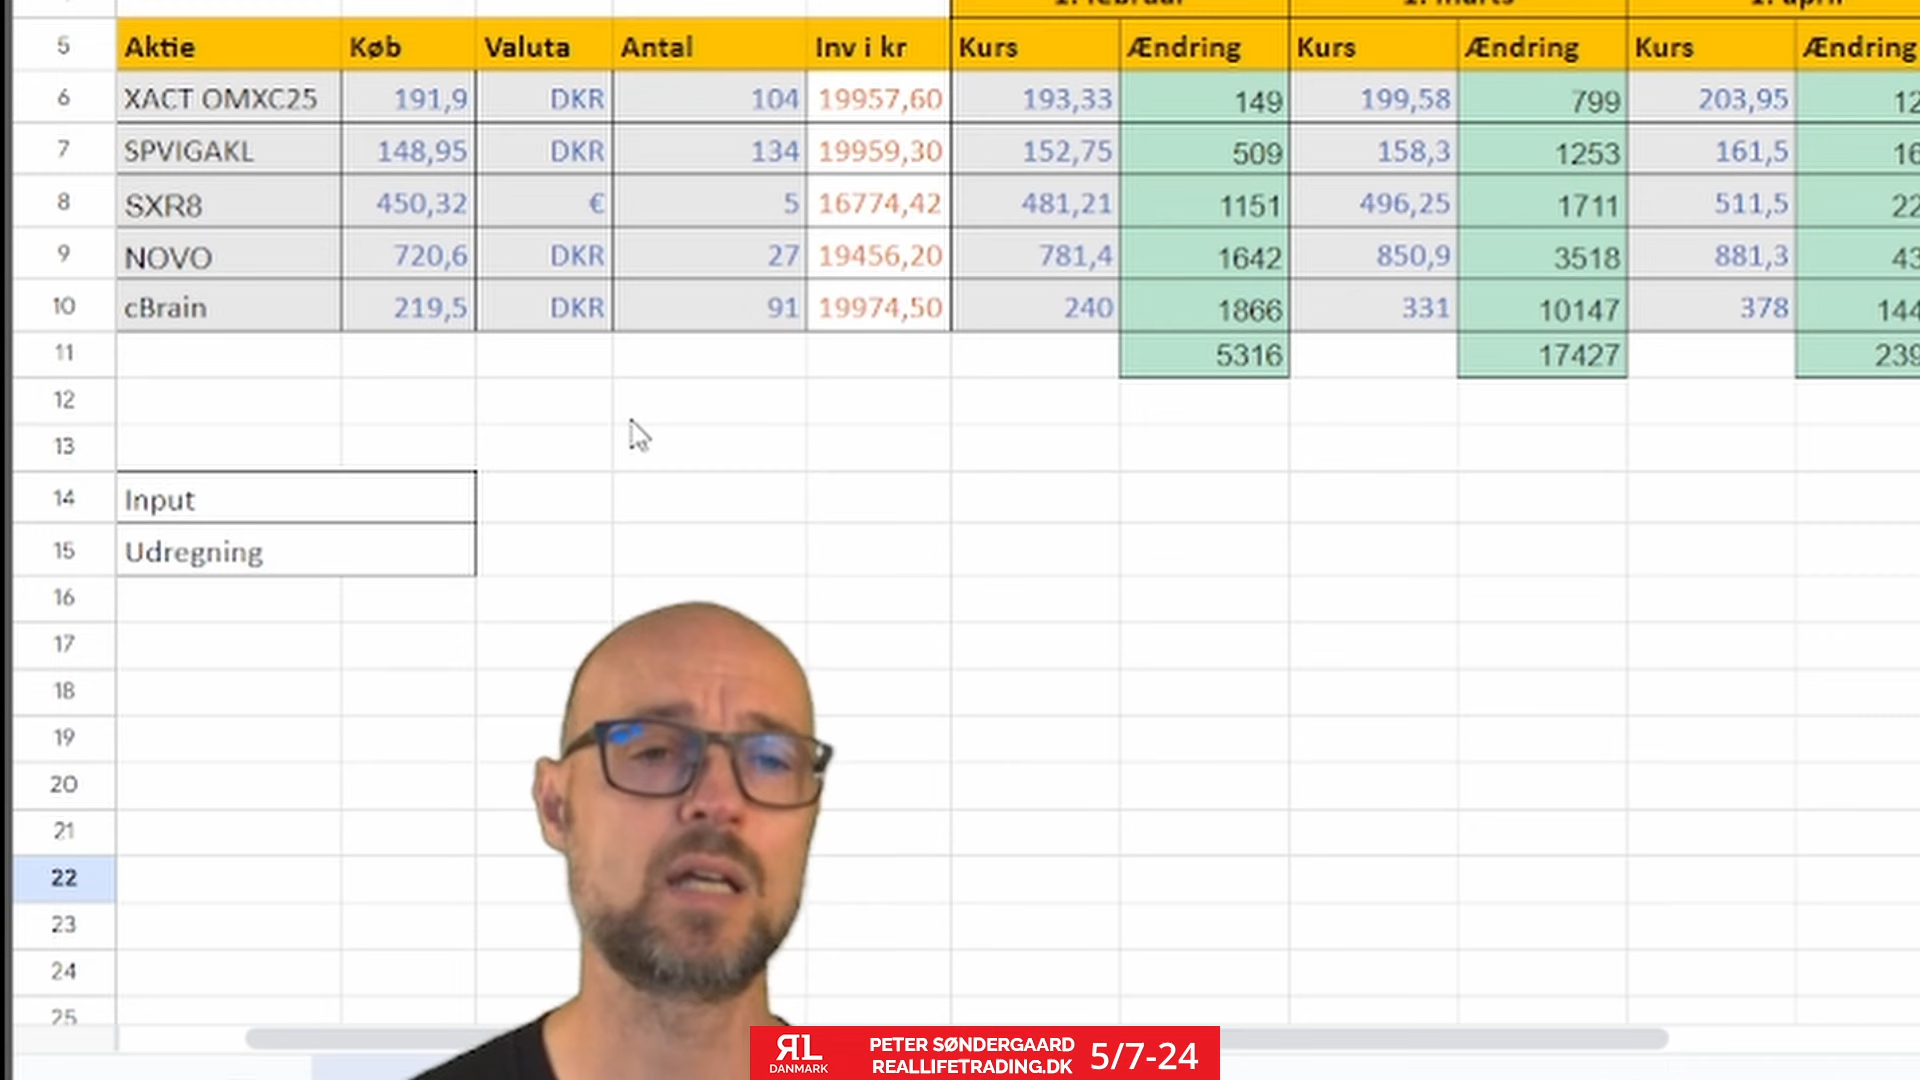 5 Aktie Køb Valuta Antal Inv i kr Kurs Ændring Kurs Ændring Kurs Ændring
6 XACT OMXC25 191,9 DKR 104 19957,60 193,33 149 199,58 799 203,95
7 SPVIGAKL 148,95 DKR 134 19959,30 152,75 509 158,3 1253 161,5
8 SXR8 450,32 € 5 16774,42 481,21 1151 496,25 1711 511,5
9 NOVO 720,6 DKR 27 19456,20 781,4 1642 850,9 3518 881,3
10 cBrain 219,5 DKR 91 19974,50 240 1866 331 10147 378
11 5316 17427
12
13
14 Input
15 Udregning
16
17
18
19
20
21
22
23
24
25
RL DANMARK
PETER SØNDERGAARD
REALLIFETRADING.DK
5/7-24